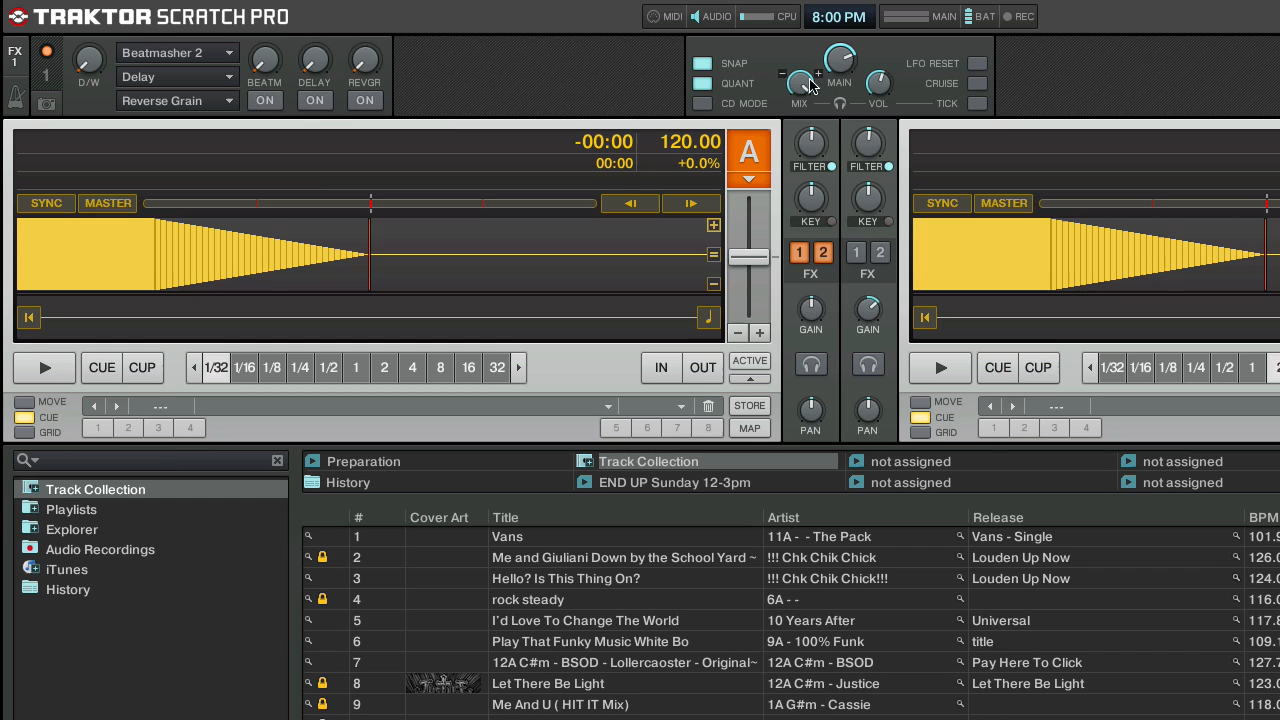 TRAKTOR SCRATCH PRO
MIDI AUDIO CPU 8:00 PM MAIN BAT REC
FX 1
1
D/W
Beatmasher 2
Delay
Reverse Grain
BEATM DELAY REVGR
ON ON ON
SNAP
QUANT
CD MODE
MIX
MAIN
VOL
LFO RESET
CRUISE
TICK
-00:00 120.00
00:00 +0.0%
A
SYNC MASTER
CUE CUP 1/32 1/16 1/8 1/4 1/2 1 2 4 8 16 32 IN OUT ACTIVE
MOVE
CUE
GRID
---
1 2 3 4 5 6 7 8
STORE
MAP
FILTER FILTER
KEY KEY
1 2 1 2
FX FX
GAIN GAIN
PAN PAN
SYNC MASTER
CUE CUP 1/32 1/16 1/8 1/4 1/2 1 2
MOVE
CUE
GRID
---
1 2 3 4
Track Collection
Playlists
Explorer
Audio Recordings
iTunes
History
Preparation Track Collection not assigned not assigned
History END UP Sunday 12-3pm not assigned not assigned
# Cover Art Title Artist Release BPM
1 Vans 11A - - The Pack Vans - Single 101.9
2 Me and Giuliani Down by the School Yard ~ !!! Chk Chik Chick Louden Up Now 126.0
3 Hello? Is This Thing On? !!! Chk Chik Chick!!! Louden Up Now 124.0
4 rock steady 6A - - 116.0
5 I'd Love To Change The World 10 Years After Universal 117.8
6 Play That Funky Music White Bo 9A - 100% Funk title 109.1
7 12A C#m - BSOD - Lollercaoster - Original~ 12A C#m - BSOD Pay Here To Click 127.7
8 Let There Be Light 12A C#m - Justice Let There Be Light 123.0
9 Me And U ( HIT IT Mix) 1A G#m - Cassie 118.0